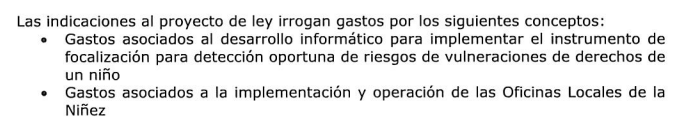 Las indicaciones al proyecto de ley irrogan gastos por los siguientes conceptos:
• Gastos asociados al desarrollo informático para implementar el instrumento de
focalización para detección oportuna de riesgos de vulneraciones de derechos de
un niño
• Gastos asociados a la implementación y operación de las Oficinas Locales de la
Niñez